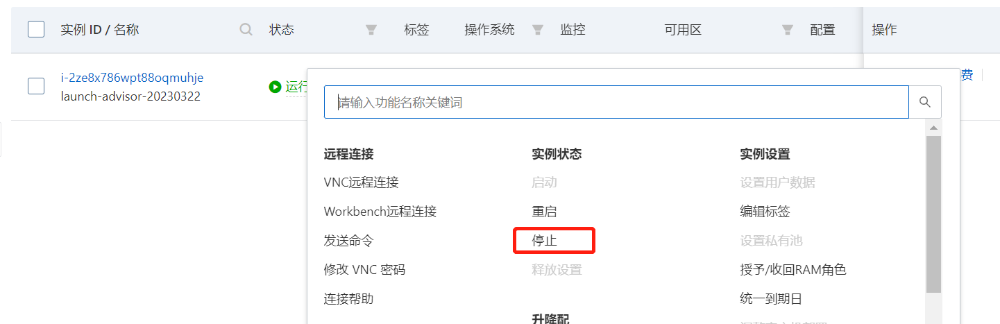 实例 ID / 名称 状态 标签 操作系统 监控 可用区 配置 操作
i-2ze8x786wpt88oqmuhje
launch-advisor-20230322
运行
费
请输入功能名称关键词
远程连接 实例状态 实例设置
VNC远程连接 启动 设置用户数据
Workbench远程连接 重启 编辑标签
发送命令 停止 设置私有池
修改 VNC 密码 释放设置 授予/收回RAM角色
连接帮助 统一到期日
升降配